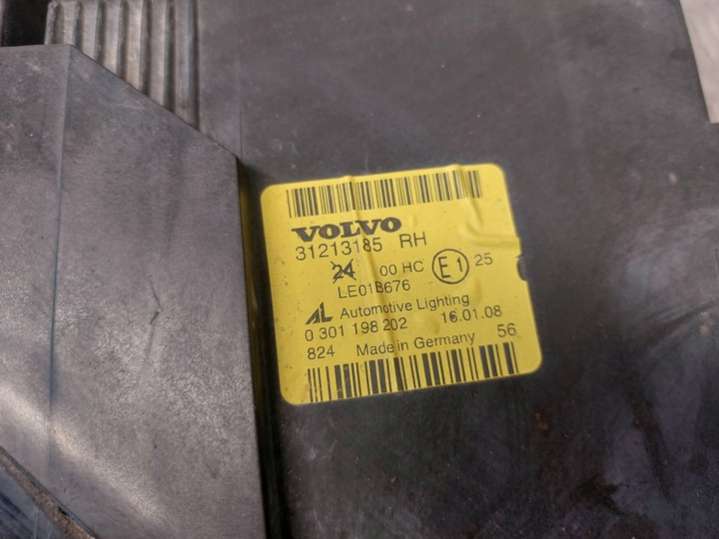 VOLVO
31213185 RH
24 00 HC E1 25
LE01B676
AL Automotive Lighting
0 301 198 202 16.01.08
824 Made in Germany 56